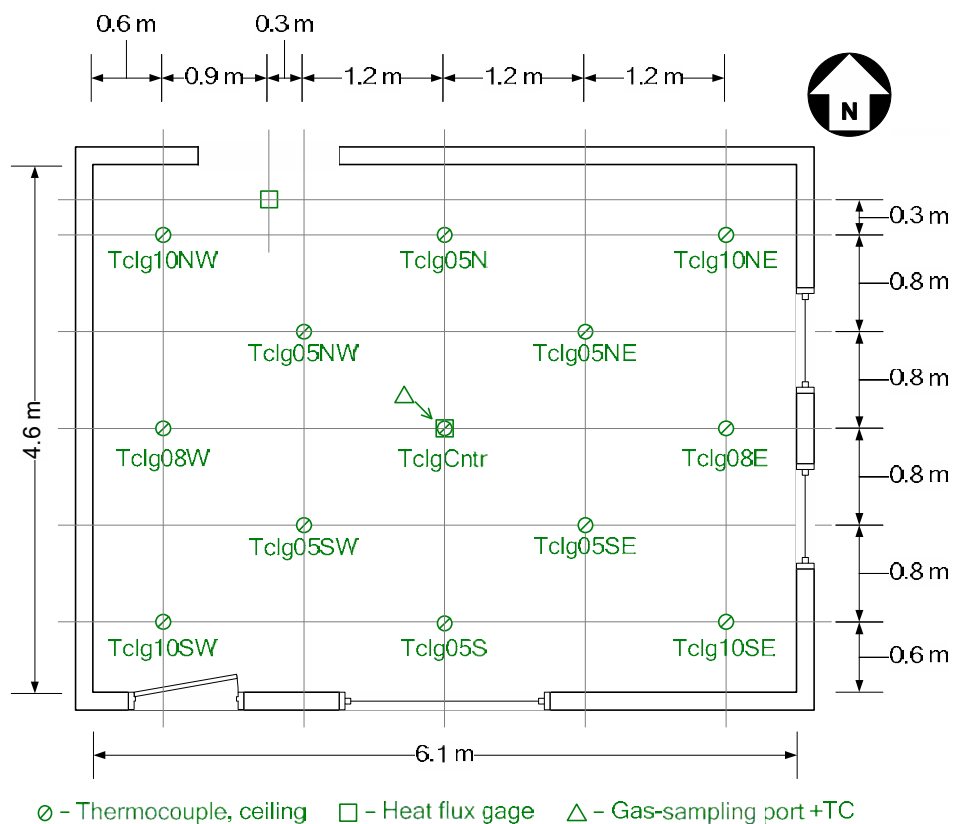 0.6 m
0.3 m
0.9 m
1.2 m
1.2 m
1.2 m
N
0.3 m
Tclg10NW
Tclg05N
Tclg10NE
0.8 m
Tclg05NW
Tclg05NE
0.8 m
4.6 m
Tclg08W
TclgCntr
Tclg08E
0.8 m
Tclg05SW
Tclg05SE
0.8 m
Tclg10SW
Tclg05S
Tclg10SE
0.6 m
6.1 m
– Thermocouple, ceiling
– Heat flux gage
– Gas-sampling port +TC